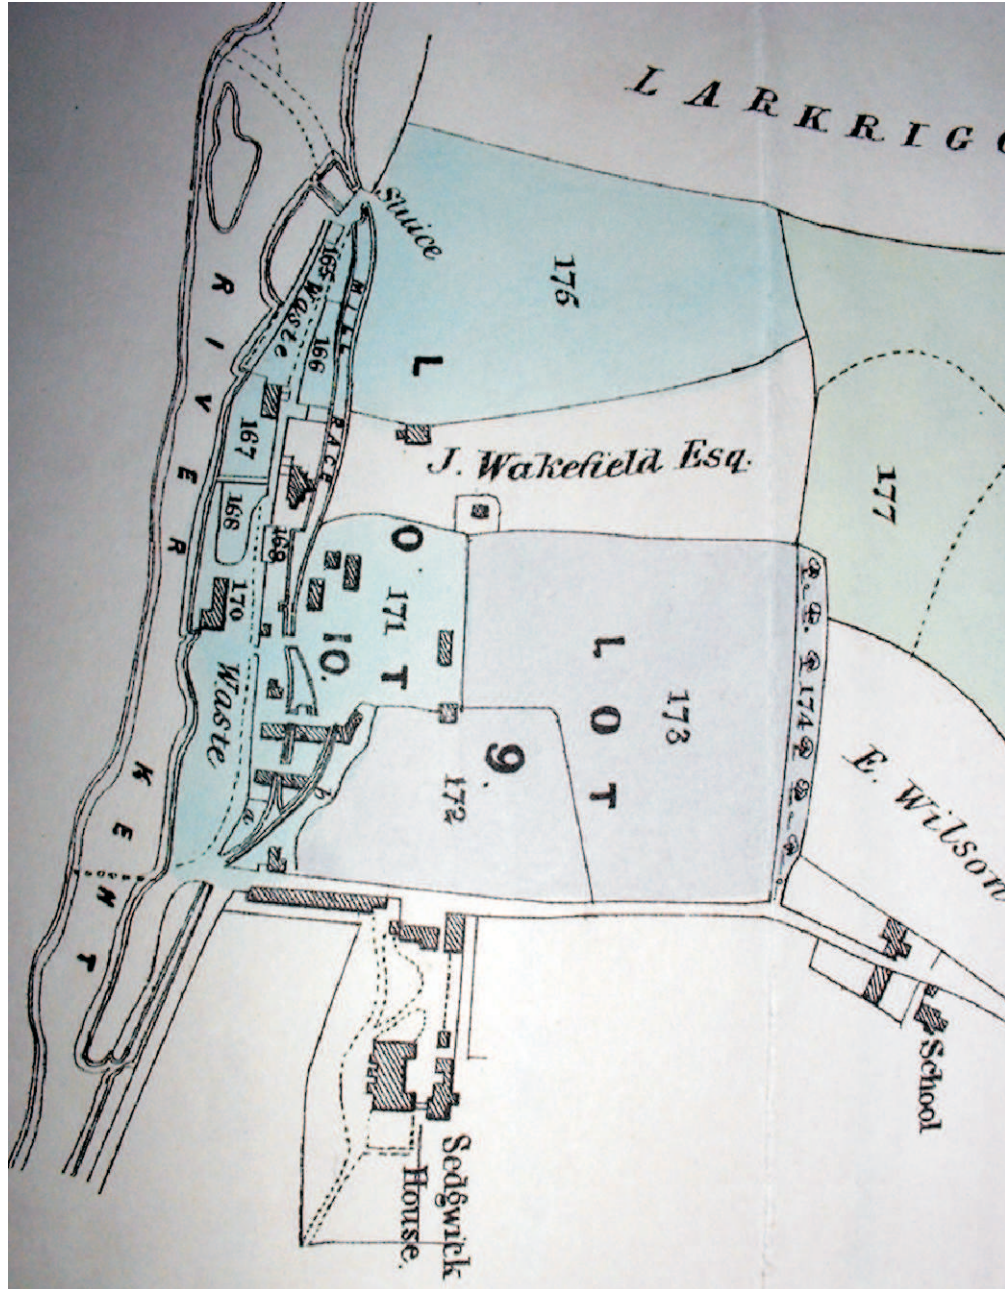 LARKRIGG
Sluice
176
165
Waste
MILL RACE
166
L
167
J. Wakefield Esq.
177
RIVER KENT
168
168
O
171
T
10.
170
LOT
173
174
9
172
Waste
E. Wilson
b
a
School
Sedgwick
House.